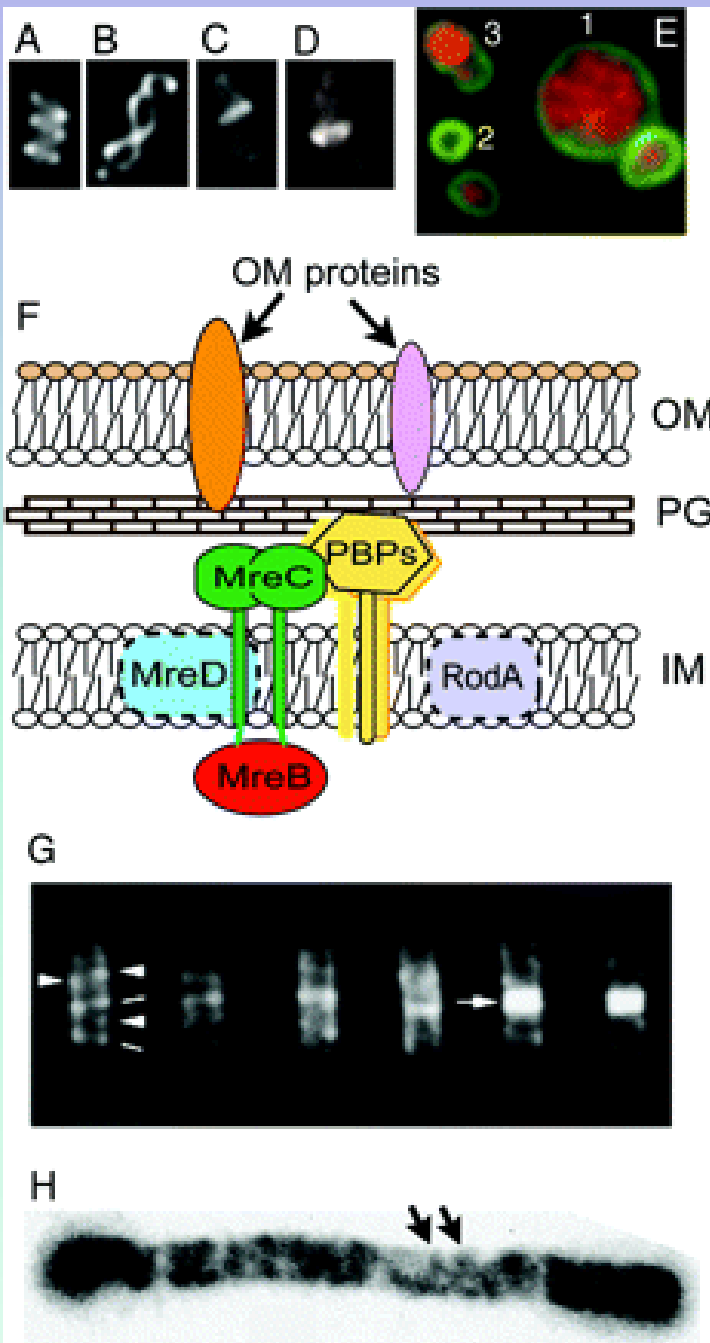 A B C D
3 1 E
2
OM proteins
F
OM
PG
PBPs
MreC
MreD RodA IM
MreB
G
H